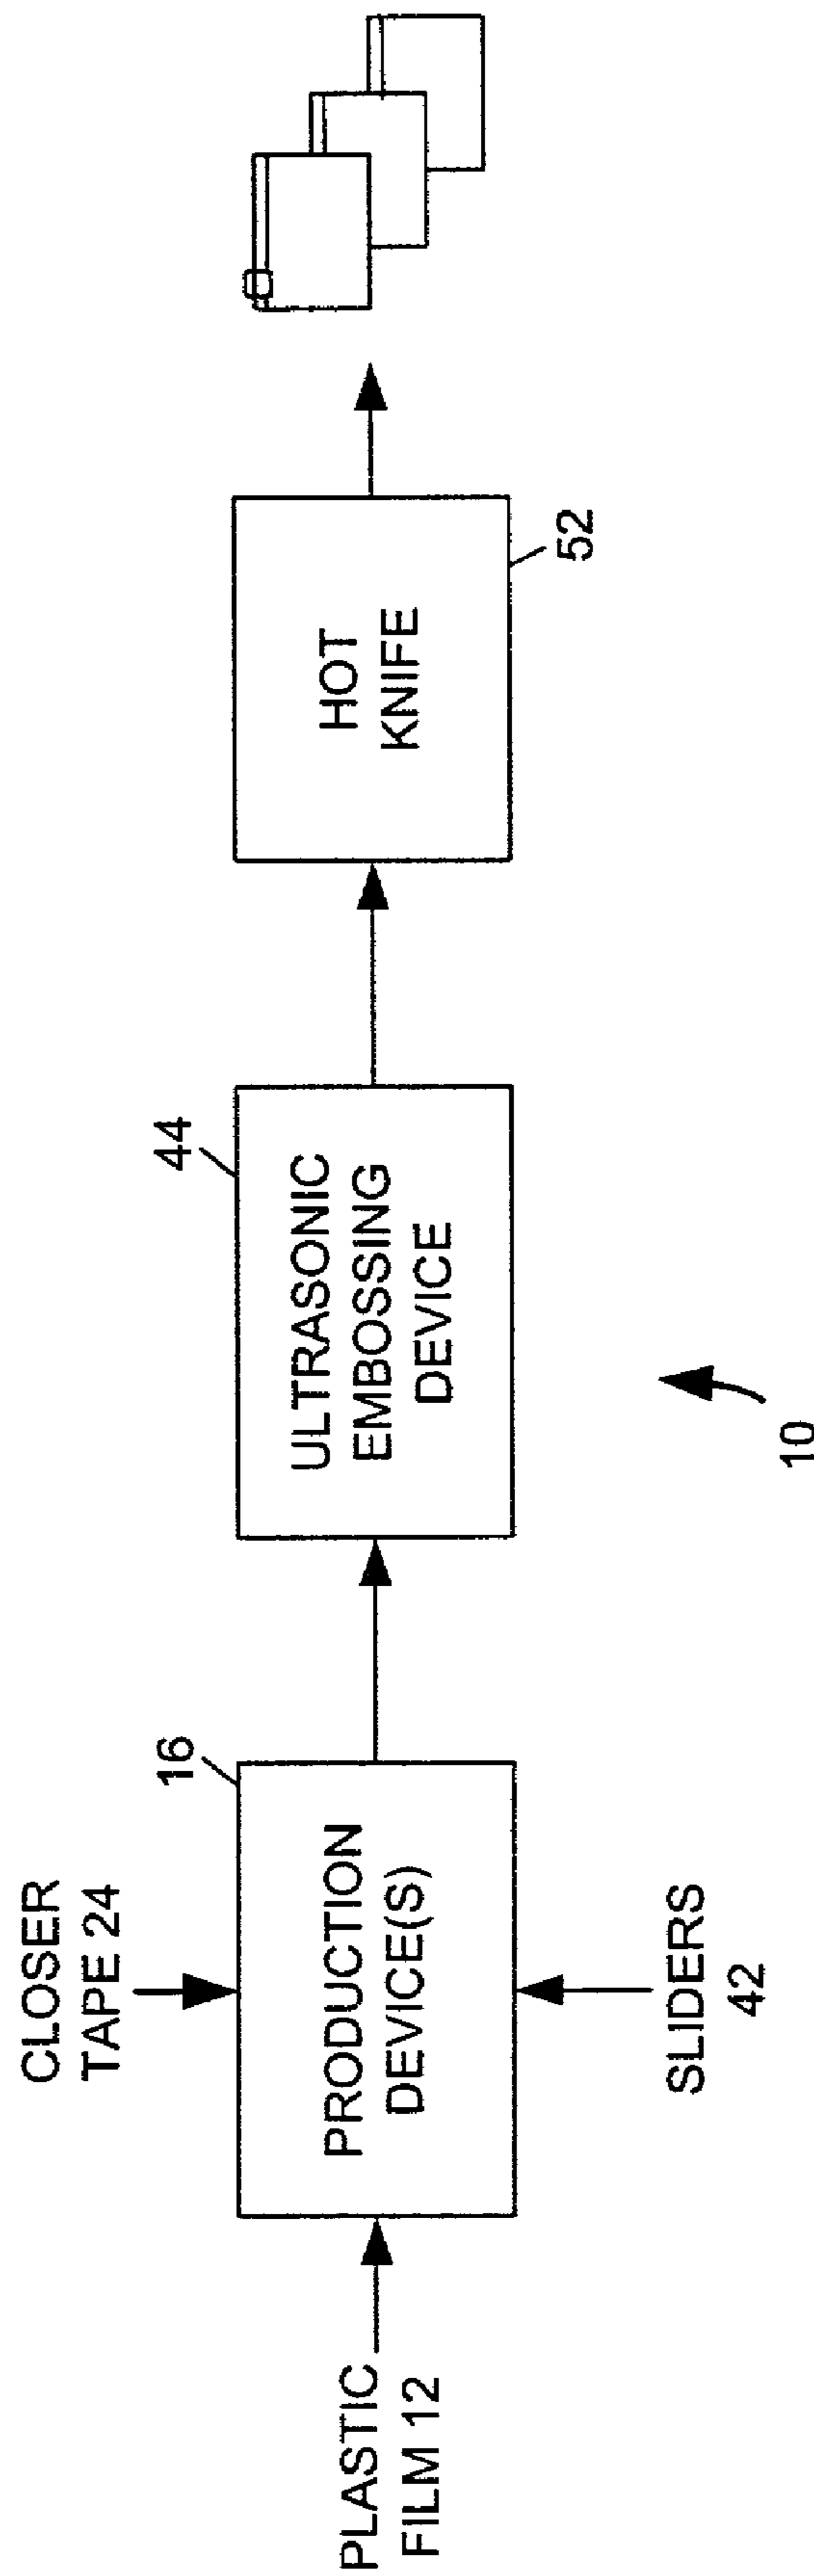 PLASTIC
FILM 12
CLOSER
TAPE 24
16
PRODUCTION
DEVICE(S)
SLIDERS
42
44
ULTRASONIC
EMBOSSING
DEVICE
10
HOT
KNIFE
52